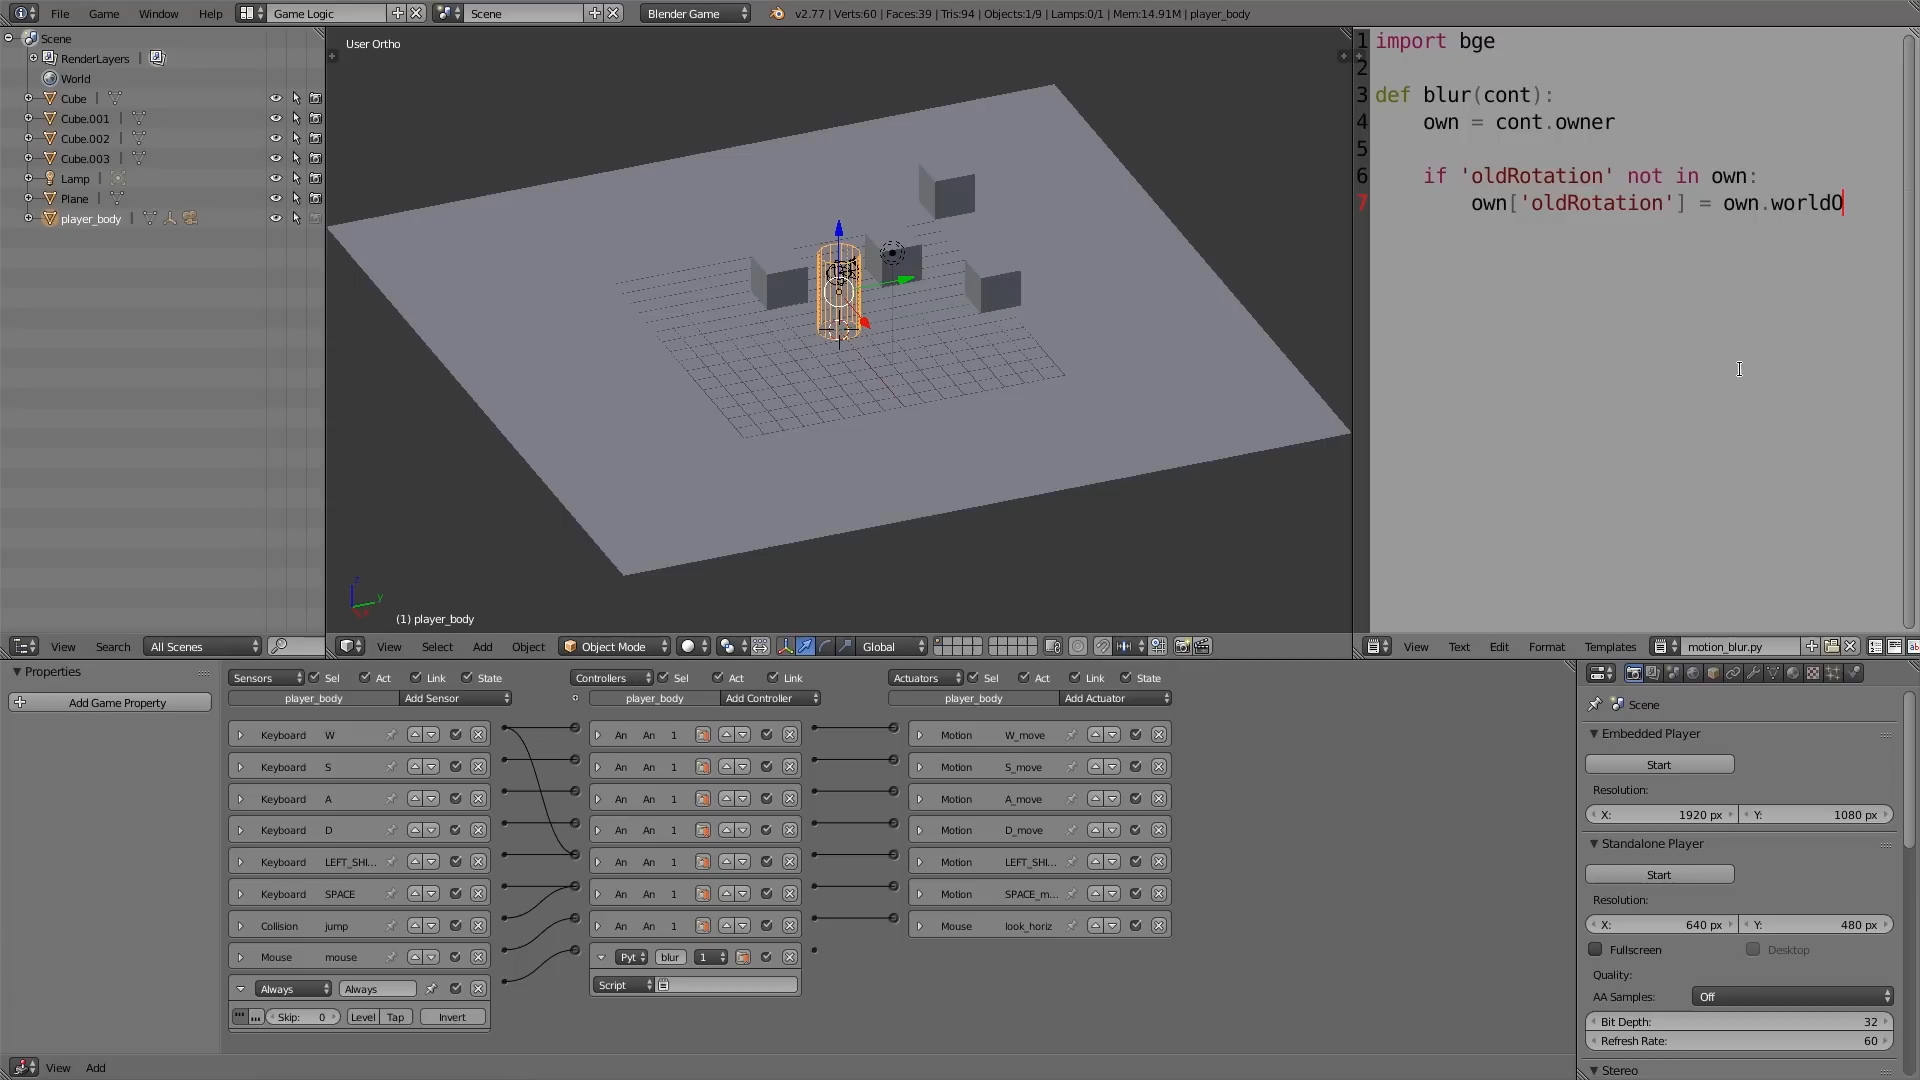 File Game Window Help Game Logic Scene Blender Game v2.77 | Verts:60 | Faces:39 | Tris:94 | Objects:1/9 | Lamps:0/1 | Mem:14.91M | player_body
Scene
RenderLayers |
World
Cube |
Cube.001 |
Cube.002 |
Cube.003 |
Lamp |
Plane |
player_body |
View Search All Scenes
User Ortho
z
y
(1) player_body
View Select Add Object Object Mode Global
1 import bge
2
3 def blur(cont):
4 own = cont.owner
5
6 if 'oldRotation' not in own:
7 own['oldRotation'] = own.worldO
View Text Edit Format Templates motion_blur.py
Properties
Add Game Property
Sensors Sel Act Link State
player_body Add Sensor
Keyboard W
Keyboard S
Keyboard A
Keyboard D
Keyboard LEFT_SHI...
Keyboard SPACE
Collision jump
Mouse mouse
Always Always
Skip: 0 Level Tap Invert
Controllers Sel Act Link
player_body Add Controller
An An 1
An An 1
An An 1
An An 1
An An 1
An An 1
An An 1
Pyt blur 1
Script
Actuators Sel Act Link State
player_body Add Actuator
Motion W_move
Motion S_move
Motion A_move
Motion D_move
Motion LEFT_SHI...
Motion SPACE_m...
Mouse look_horiz
View Add
Scene
Embedded Player
Start
Resolution:
X: 1920 px Y: 1080 px
Standalone Player
Start
Resolution:
X: 640 px Y: 480 px
Fullscreen Desktop
Quality:
AA Samples: Off
Bit Depth: 32
Refresh Rate: 60
Stereo